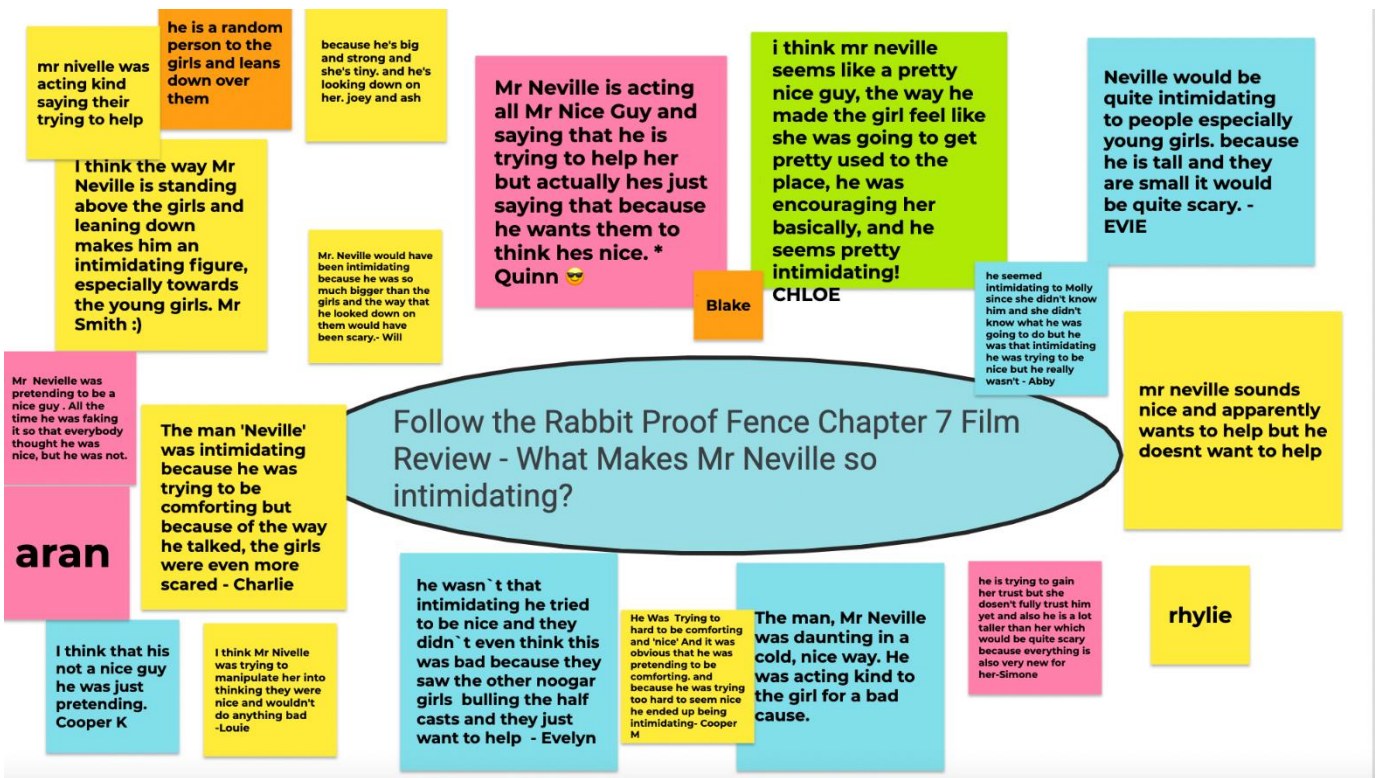 mr nivelle was
acting kind
saying their
trying to help
he is a random
person to the
girls and leans
down over
them
because he's big
and strong and
she's tiny. and he's
looking down on
her. joey and ash
I think the way Mr
Neville is standing
above the girls and
leaning down
makes him an
intimidating figure,
especially towards
the young girls. Mr
Smith :)
Mr. Neville would have
been intimidating
because he was so
much bigger than the
girls and the way that
he looked down on
them would have
been scary.- Will
Mr Neville is acting
all Mr Nice Guy and
saying that he is
trying to help her
but actually hes just
saying that because
he wants them to
think hes nice. *
Quinn 😎
i think mr neville
seems like a pretty
nice guy, the way he
made the girl feel like
she was going to get
pretty used to the
place, he was
encouraging her
basically, and he
seems pretty
intimidating!
CHLOE
Blake
Neville would be
quite intimidating
to people especially
young girls. because
he is tall and they
are small it would
be quite scary. -
EVIE
he seemed
intimidating to Molly
since she didn't know
him and she didn't
know what he was
going to do but he
was that intimidating
he was trying to be
nice but he really
wasn't - Abby
mr neville sounds
nice and apparently
wants to help but he
doesnt want to help
Mr Nevielle was
pretending to be a
nice guy . All the
time he was faking
it so that everybody
thought he was
nice, but he was not.
aran
The man 'Neville'
was intimidating
because he was
trying to be
comforting but
because of the way
he talked, the girls
were even more
scared - Charlie
Follow the Rabbit Proof Fence Chapter 7 Film
Review - What Makes Mr Neville so
intimidating?
I think that his
not a nice guy
he was just
pretending.
Cooper K
I think Mr Nivelle
was trying to
manipulate her into
thinking they were
nice and wouldn't
do anything bad
-Louie
he wasn`t that
intimidating he tried
to be nice and they
didn`t even think this
was bad because they
saw the other noogar
girls bulling the half
casts and they just
want to help - Evelyn
He Was Trying to
hard to be comforting
and 'nice' And it was
obvious that he was
pretending to be
comforting. and
because he was trying
too hard to seem nice
he ended up being
intimidating- Cooper
M
The man, Mr Neville
was daunting in a
cold, nice way. He
was acting kind to
the girl for a bad
cause.
he is trying to gain
her trust but she
dosen't fully trust him
yet and also he is a lot
taller than her which
would be quite scary
because everything is
also very new for
her-Simone
rhylie